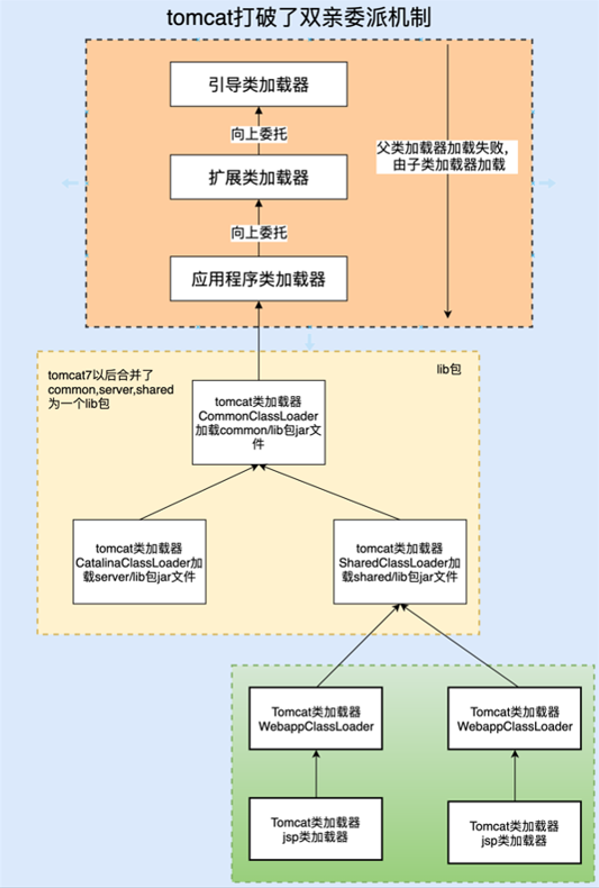 tomcat打破了双亲委派机制
引导类加载器
向上委托
父类加载器加载失败，
由子类加载器加载
扩展类加载器
向上委托
应用程序类加载器
tomcat7以后合并了
common,server,shared
为一个lib包
lib包
tomcat类加载器
CommonClassLoader
加载common/lib包jar文
件
tomcat类加载器
CatalinaClassLoader加
载server/lib包jar文件
tomcat类加载器
SharedClassLoader加
载shared/lib包jar文件
Tomcat类加载器
WebappClassLoader
Tomcat类加载器
WebappClassLoader
Tomcat类加载器
jsp类加载器
Tomcat类加载器
jsp类加载器